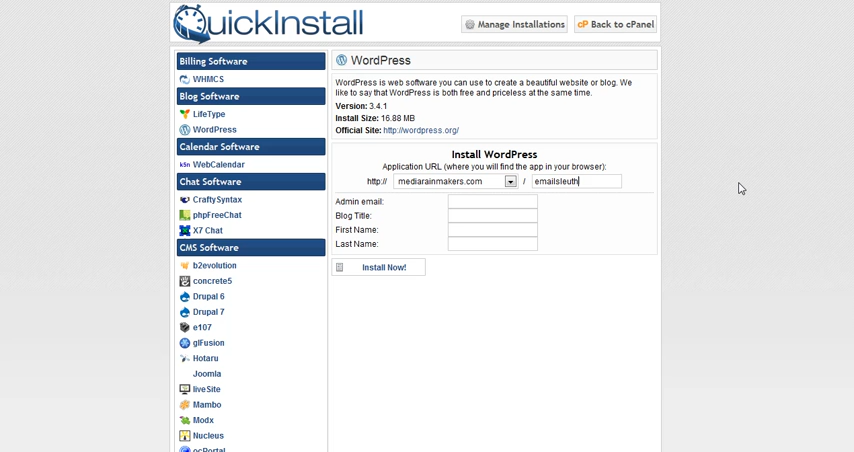 QuickInstall
Manage Installations
cP Back to cPanel
Billing Software
WHMCS
Blog Software
LifeType
WordPress
Calendar Software
k5n WebCalendar
Chat Software
CraftySyntax
phpFreeChat
X7 Chat
CMS Software
b2evolution
concrete5
Drupal 6
Drupal 7
e107
glFusion
Hotaru
Joomla
liveSite
Mambo
Modx
Nucleus
ocPortal
WordPress
WordPress is web software you can use to create a beautiful website or blog. We
like to say that WordPress is both free and priceless at the same time.
Version: 3.4.1
Install Size: 16.88 MB
Official Site: http://wordpress.org/
Install WordPress
Application URL (where you will find the app in your browser):
http:// mediarainmakers.com / emailsleuth
Admin email:
Blog Title:
First Name:
Last Name:
Install Now!